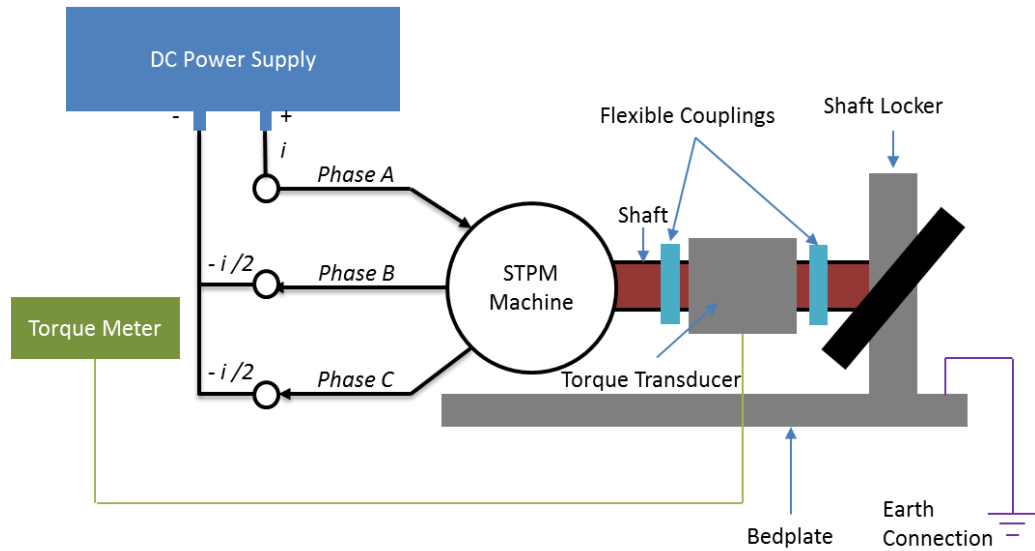 DC Power Supply
- +
i
Phase A
Flexible Couplings
Shaft Locker
Shaft
- i /2
Phase B
STPM
Machine
Torque Meter
- i /2
Phase C
Torque Transducer
Bedplate
Earth
Connection